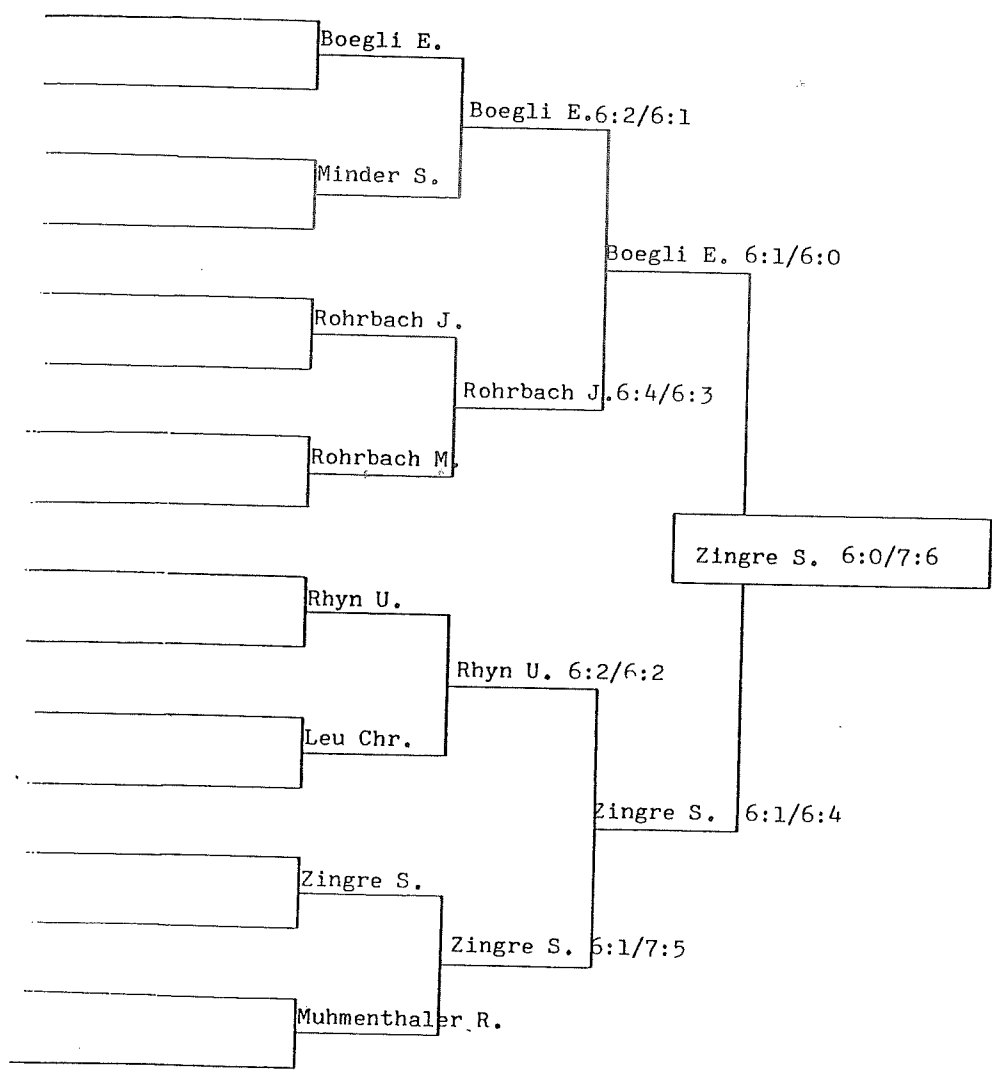 Boegli E.
Boegli E. 6:2/6:1
Minder S.
Boegli E. 6:1/6:0
Rohrbach J.
Rohrbach J. 6:4/6:3
Rohrbach M.
Zingre S. 6:0/7:6
Rhyn U.
Rhyn U. 6:2/6:2
Leu Chr.
Zingre S. 6:1/6:4
Zingre S.
Zingre S. 6:1/7:5
Muhmenthaler R.